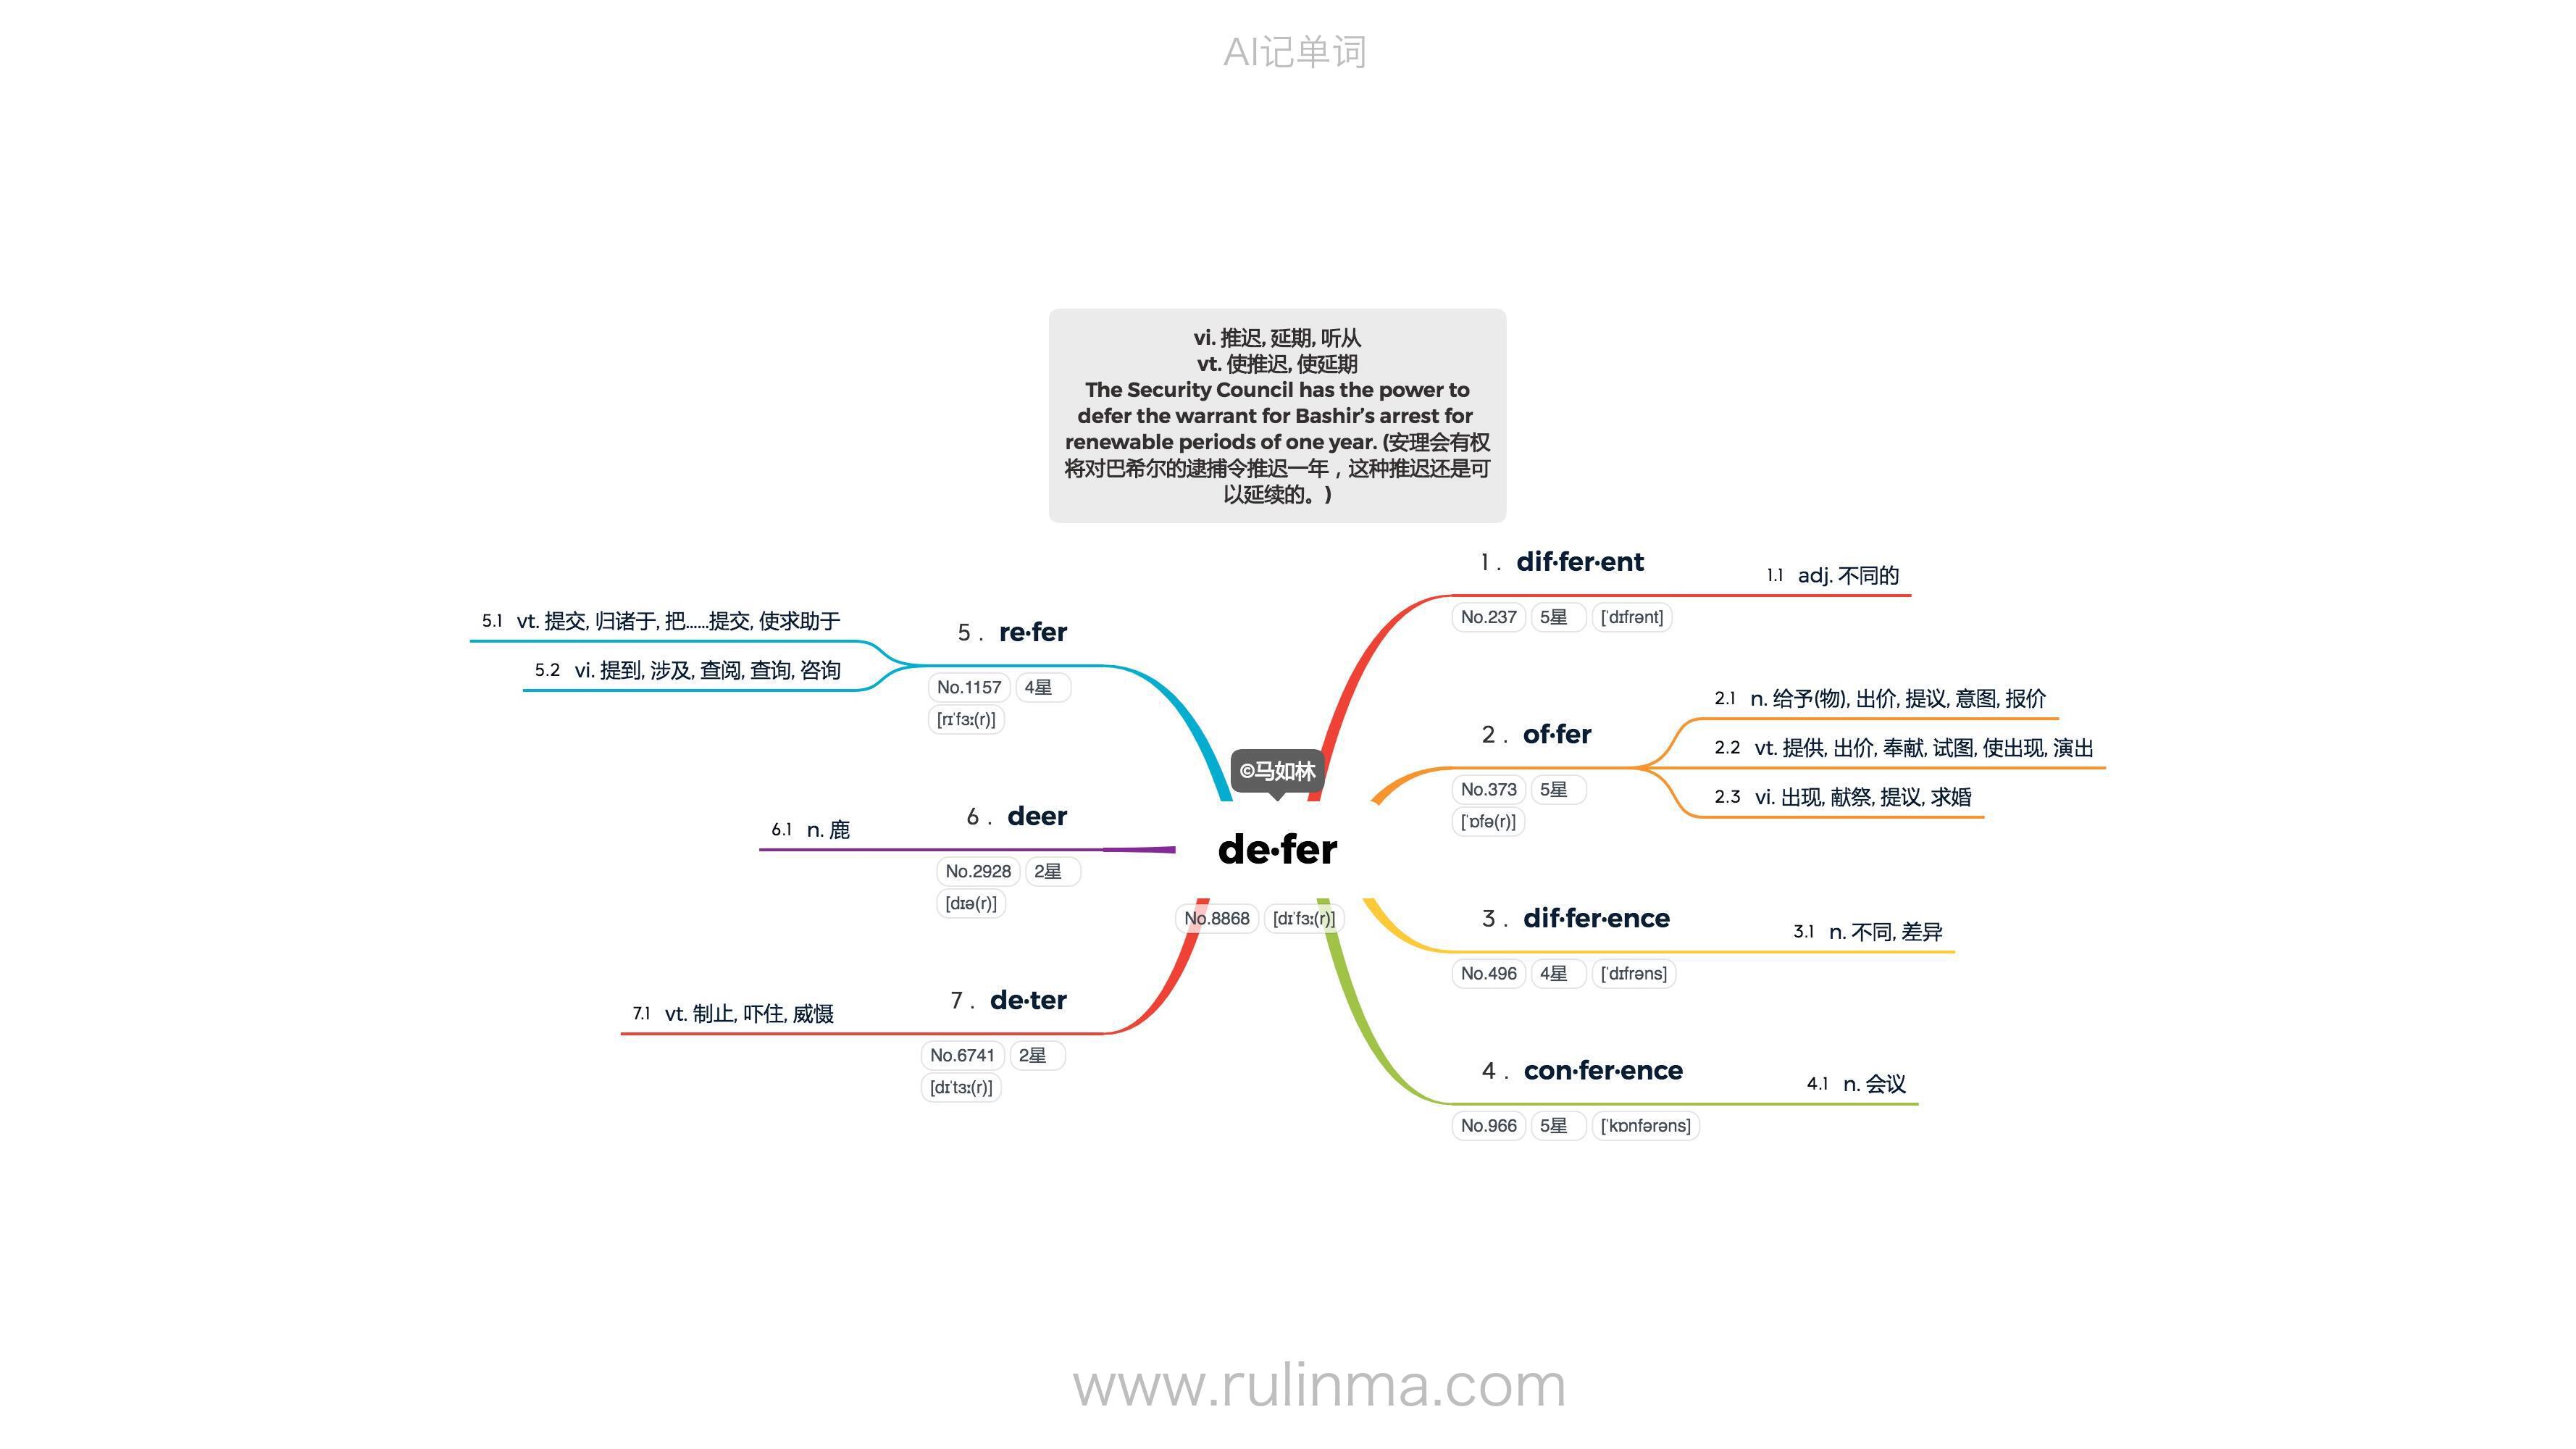 AI记单词
vi. 推迟, 延期, 听从
vt. 使推迟, 使延期
The Security Council has the power to
defer the warrant for Bashir’s arrest for
renewable periods of one year. (安理会有权
将对巴希尔的逮捕令推迟一年，这种推迟还是可
以延续的。)
©马如林
de·fer
No.8868 [dɪˈfɜː(r)]
1 . dif·fer·ent
No.237 5星 [ˈdɪfrənt]
1.1 adj. 不同的
2 . of·fer
No.373 5星
[ˈɒfə(r)]
2.1 n. 给予(物), 出价, 提议, 意图, 报价
2.2 vt. 提供, 出价, 奉献, 试图, 使出现, 演出
2.3 vi. 出现, 献祭, 提议, 求婚
3 . dif·fer·ence
No.496 4星 [ˈdɪfrəns]
3.1 n. 不同, 差异
4 . con·fer·ence
No.966 5星 [ˈkɒnfərəns]
4.1 n. 会议
5 . re·fer
No.1157 4星
[rɪˈfɜː(r)]
5.1 vt. 提交, 归诸于, 把......提交, 使求助于
5.2 vi. 提到, 涉及, 查阅, 查询, 咨询
6 . deer
No.2928 2星
[dɪə(r)]
6.1 n. 鹿
7 . de·ter
No.6741 2星
[dɪˈtɜː(r)]
7.1 vt. 制止, 吓住, 威慑
www.rulinma.com